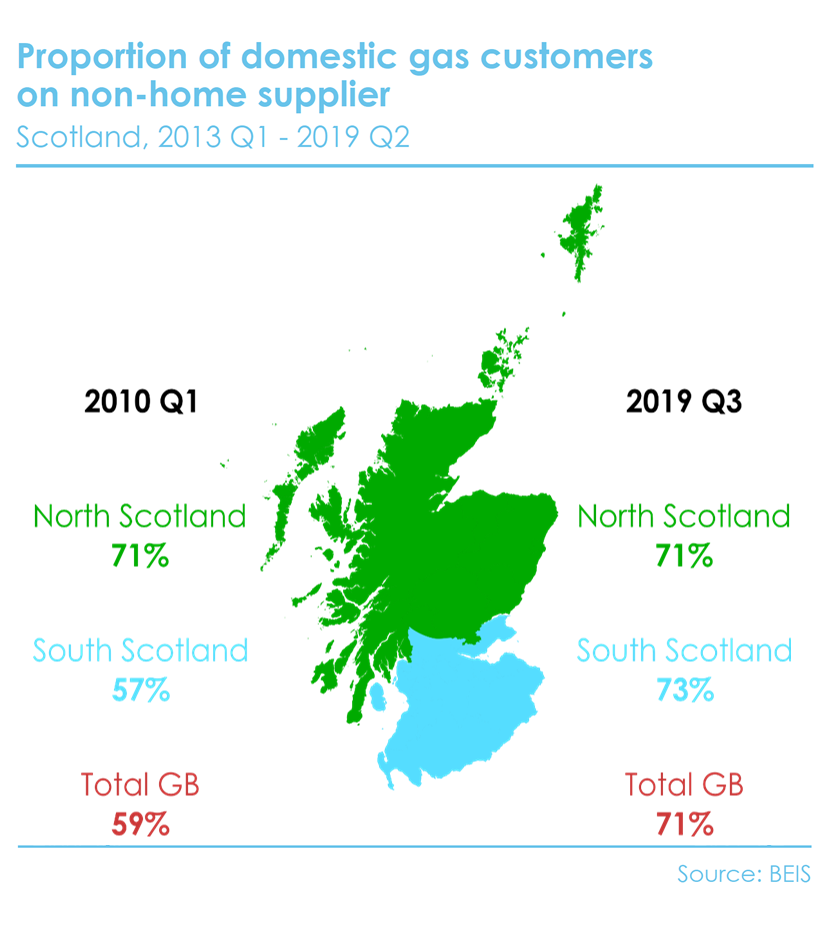 Proportion of domestic gas customers
on non-home supplier
Scotland, 2013 Q1 - 2019 Q2
2010 Q1
North Scotland
71%
South Scotland
57%
Total GB
59%
2019 Q3
North Scotland
71%
South Scotland
73%
Total GB
71%
Source: BEIS